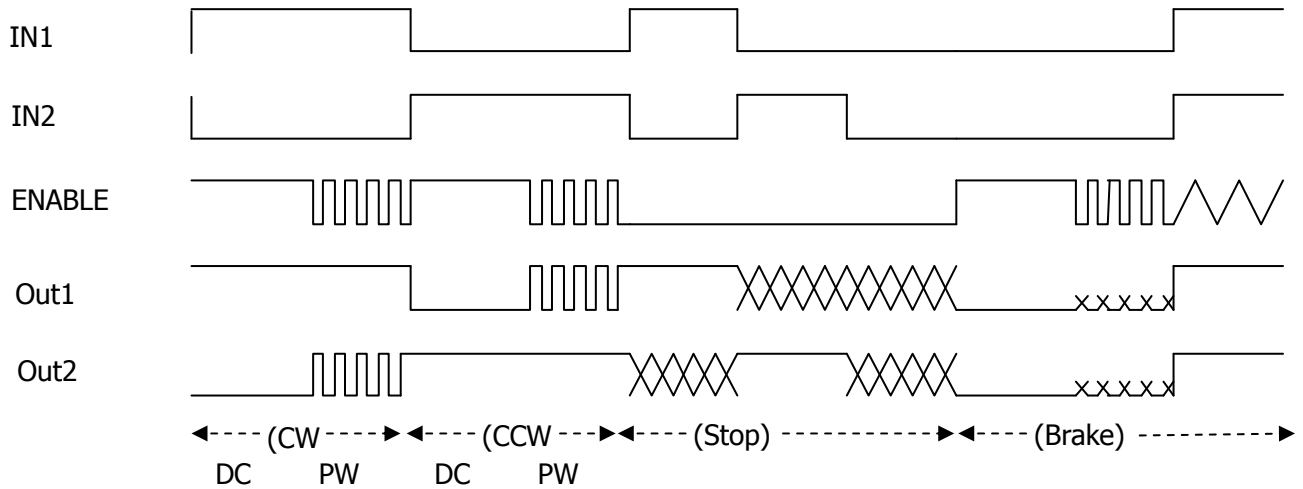 IN1
IN2
ENABLE
Out1
Out2
(CW (CCW (Stop) (Brake)
DC PW DC PW